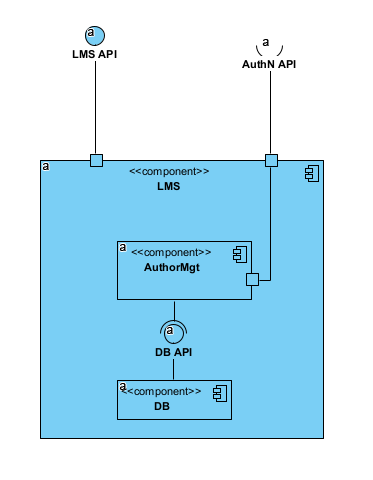 a
LMS API
a
AuthN API
a
<<component>>
LMS
a
<<component>>
AuthorMgt
a
DB API
a
<<component>>
DB